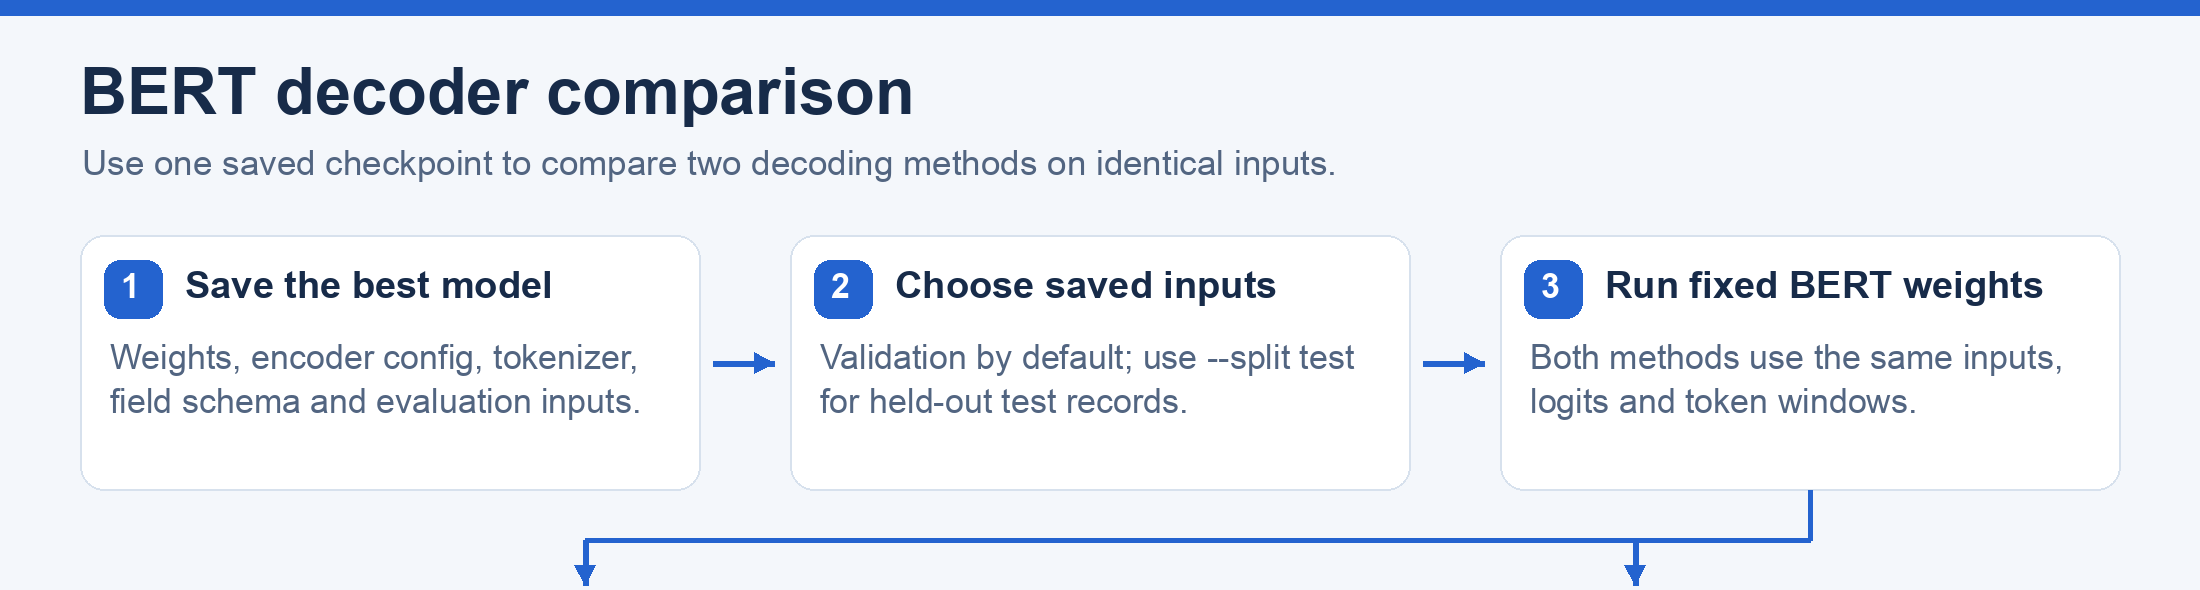 BERT decoder comparison
Use one saved checkpoint to compare two decoding methods on identical inputs.
1 Save the best model
Weights, encoder config, tokenizer,
field schema and evaluation inputs.
2 Choose saved inputs
Validation by default; use --split test
for held-out test records.
3 Run fixed BERT weights
Both methods use the same inputs,
logits and token windows.